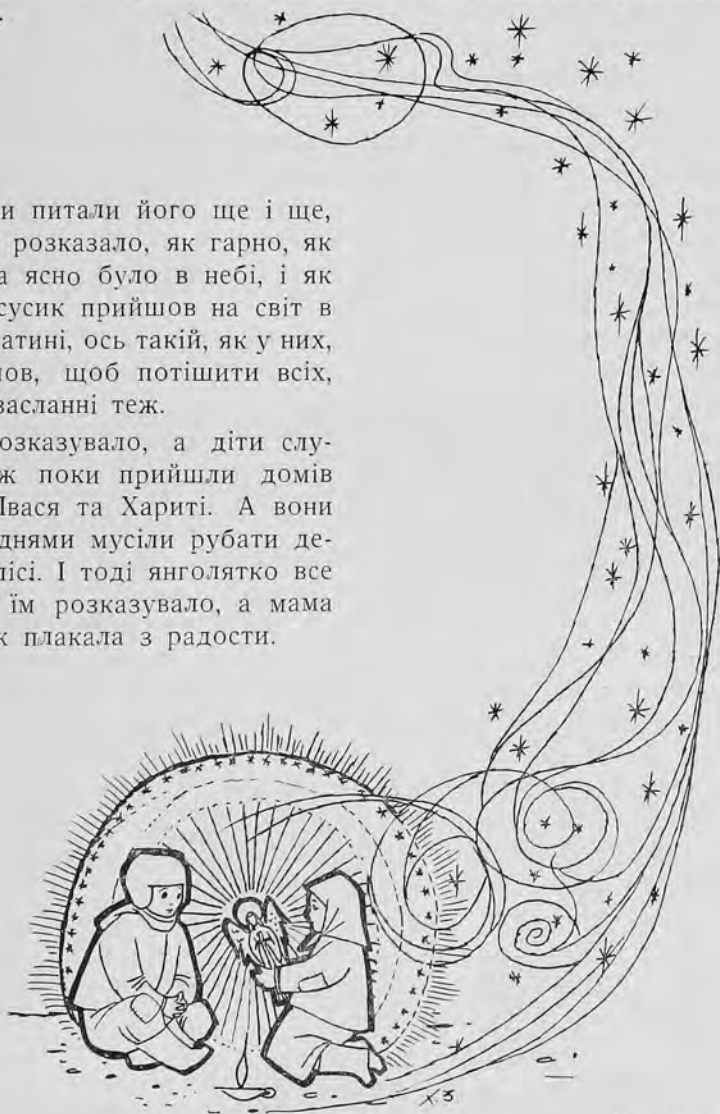 и питали його ще і ще,
розказало, як гарно, як
а ясно було в небі, і як
сусик прийшов на світ в
атині, ось такій, як у них,
ов, щоб потішити всіх,
засланні теж.
озказувало, а діти слу-
ж поки прийшли домів
Івася та Хариті. А вони
днями мусіли рубати де-
лісі. І тоді янголятко все
їм розказувало, а мама
к плакала з радости.
Х. З.